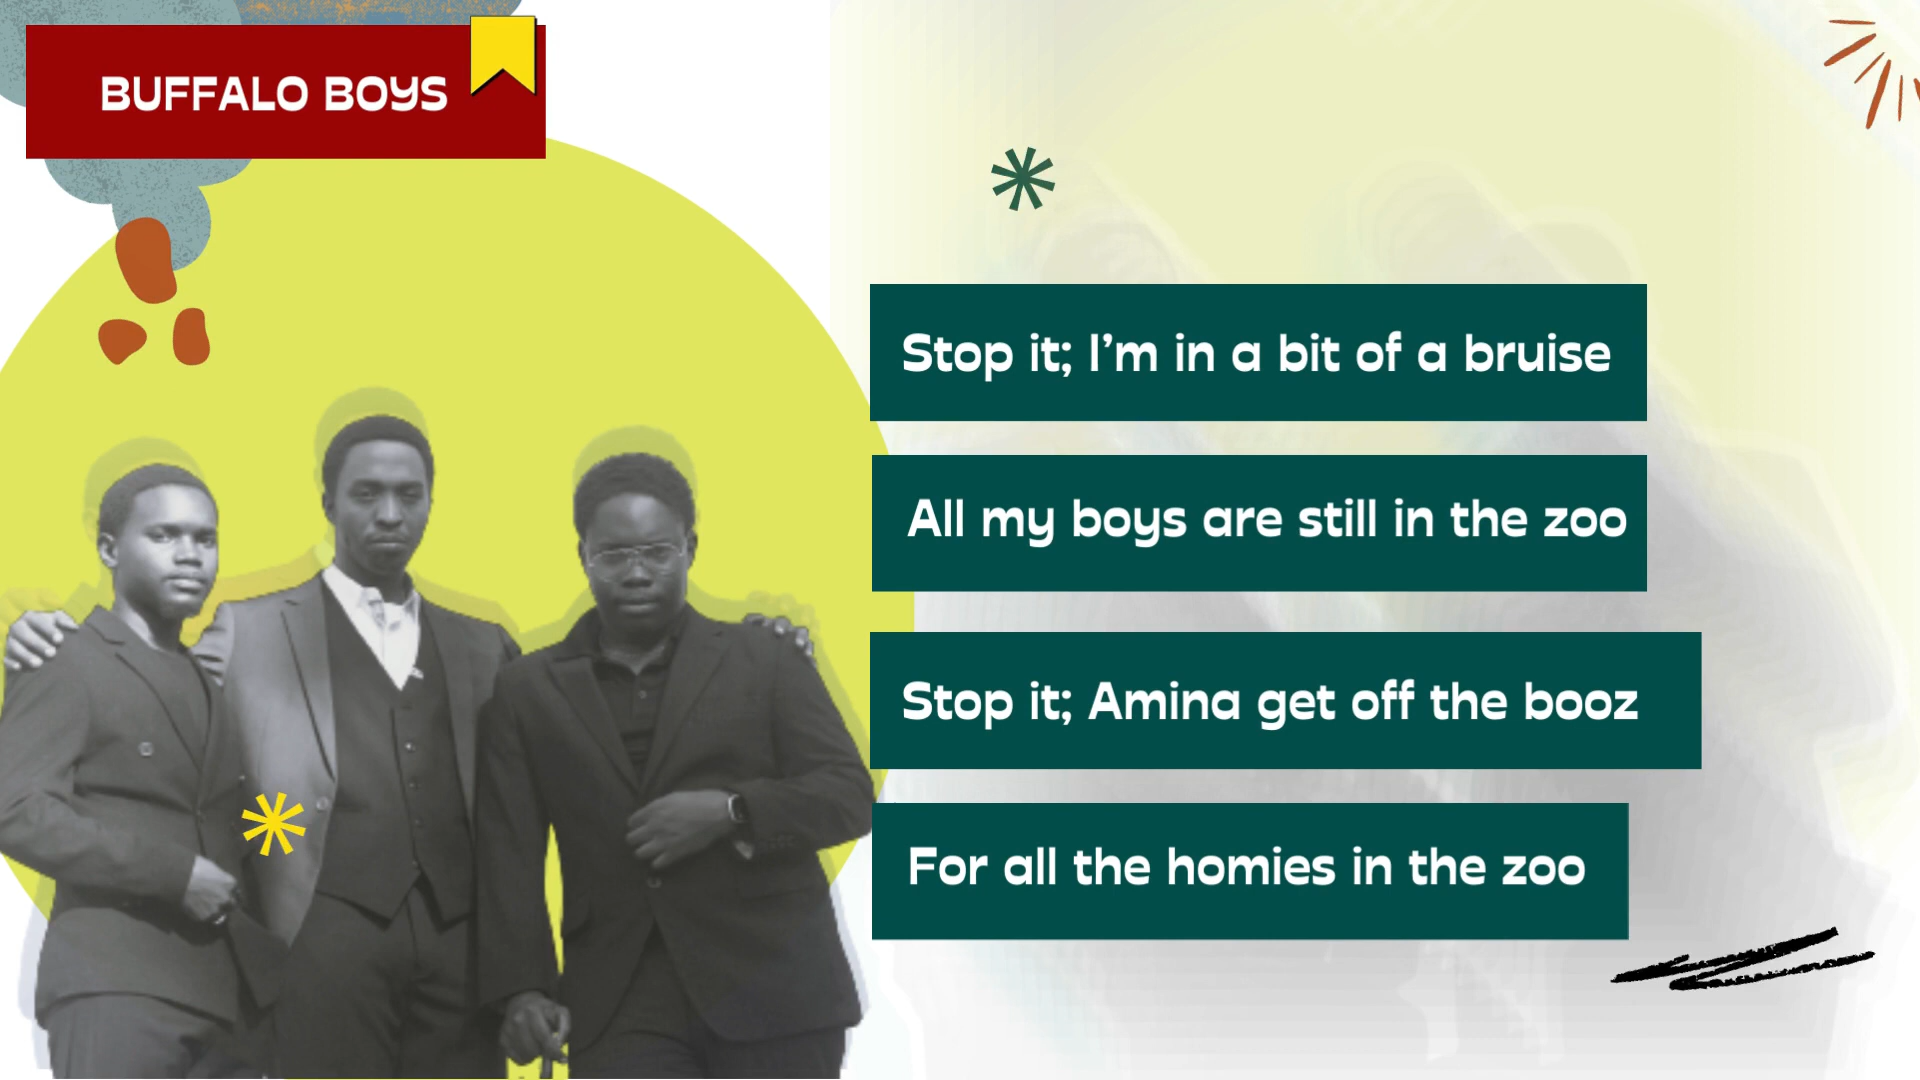 BUFFALO BOYS
Stop it; I'm in a bit of a bruise
All my boys are still in the zoo
Stop it; Amina get off the booz
For all the homies in the zoo